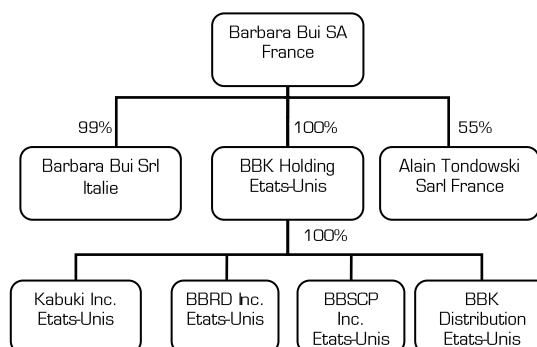 Barbara Bui SA
France
99%
100%
55%
Barbara Bui Srl
Italie
BBK Holding
Etats-Unis
Alain Tondowski
Sarl France
100%
Kabuki Inc.
Etats-Unis
BBRD Inc.
Etats-Unis
BBSCP
Inc.
Etats-Unis
BBK
Distribution
Etats-Unis